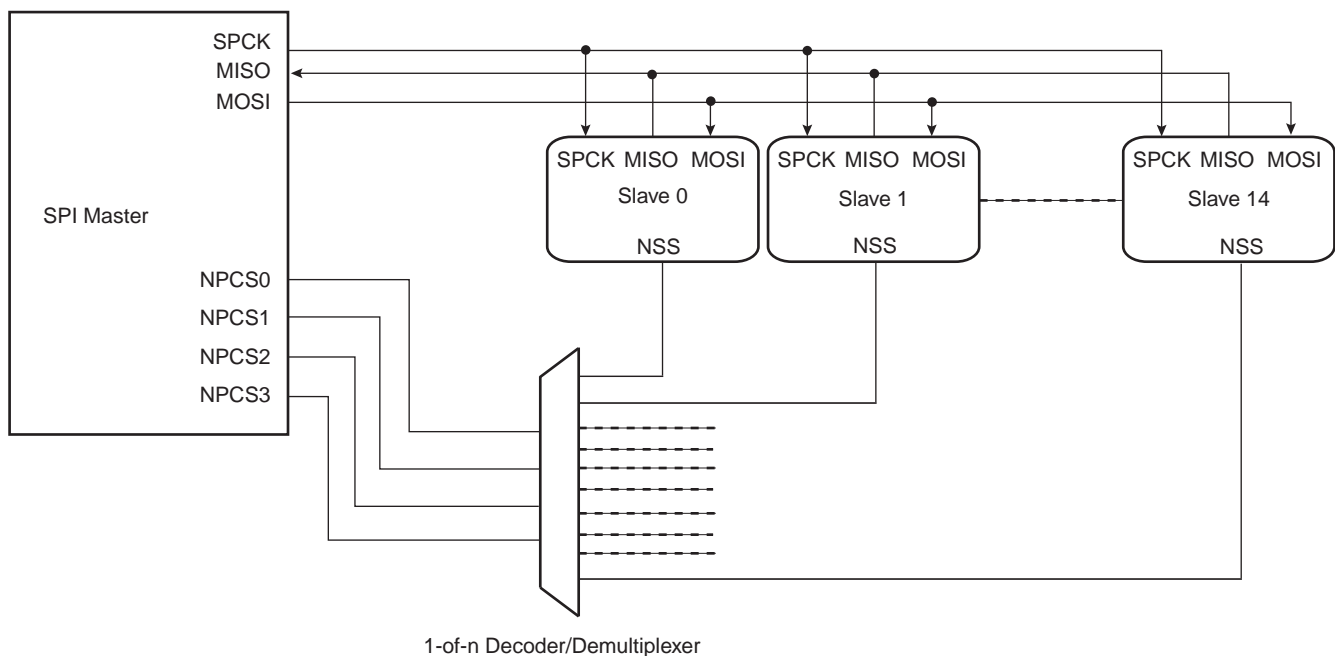 SPCK
MISO
MOSI
SPI Master
NPCS0
NPCS1
NPCS2
NPCS3
SPCK MISO MOSI
Slave 0
NSS
SPCK MISO MOSI
Slave 1
NSS
SPCK MISO MOSI
Slave 14
NSS
1-of-n Decoder/Demultiplexer